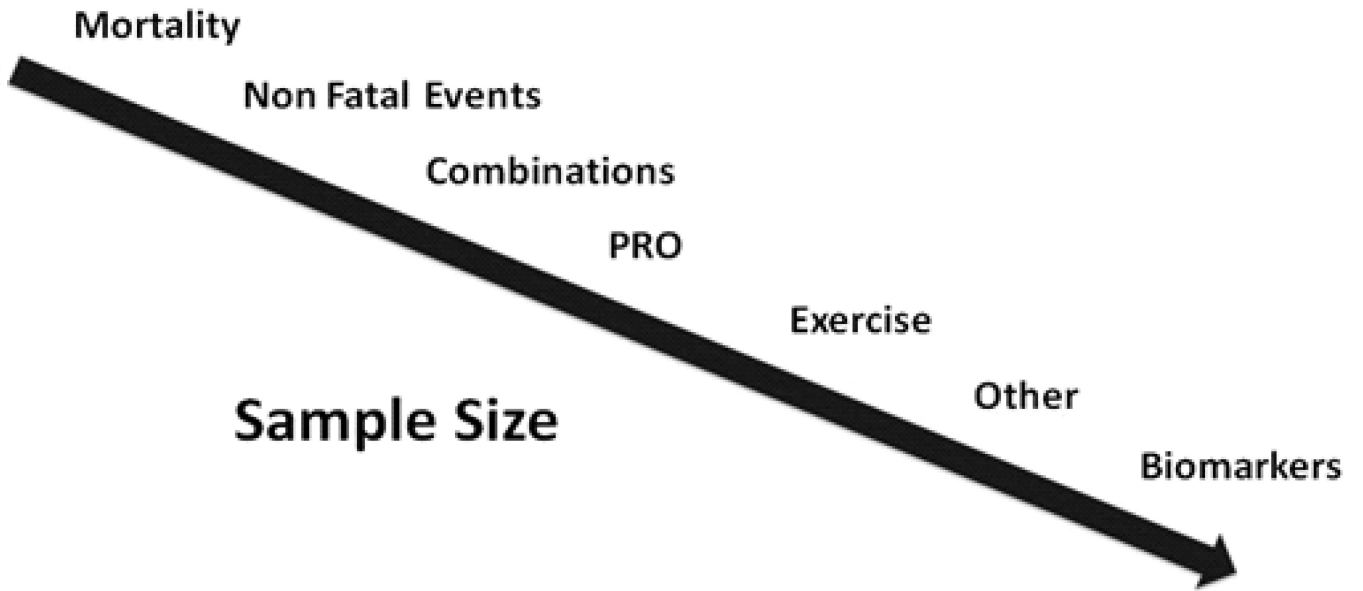 Mortality
Non Fatal Events
Combinations
PRO
Exercise
Other
Sample Size
Biomarkers